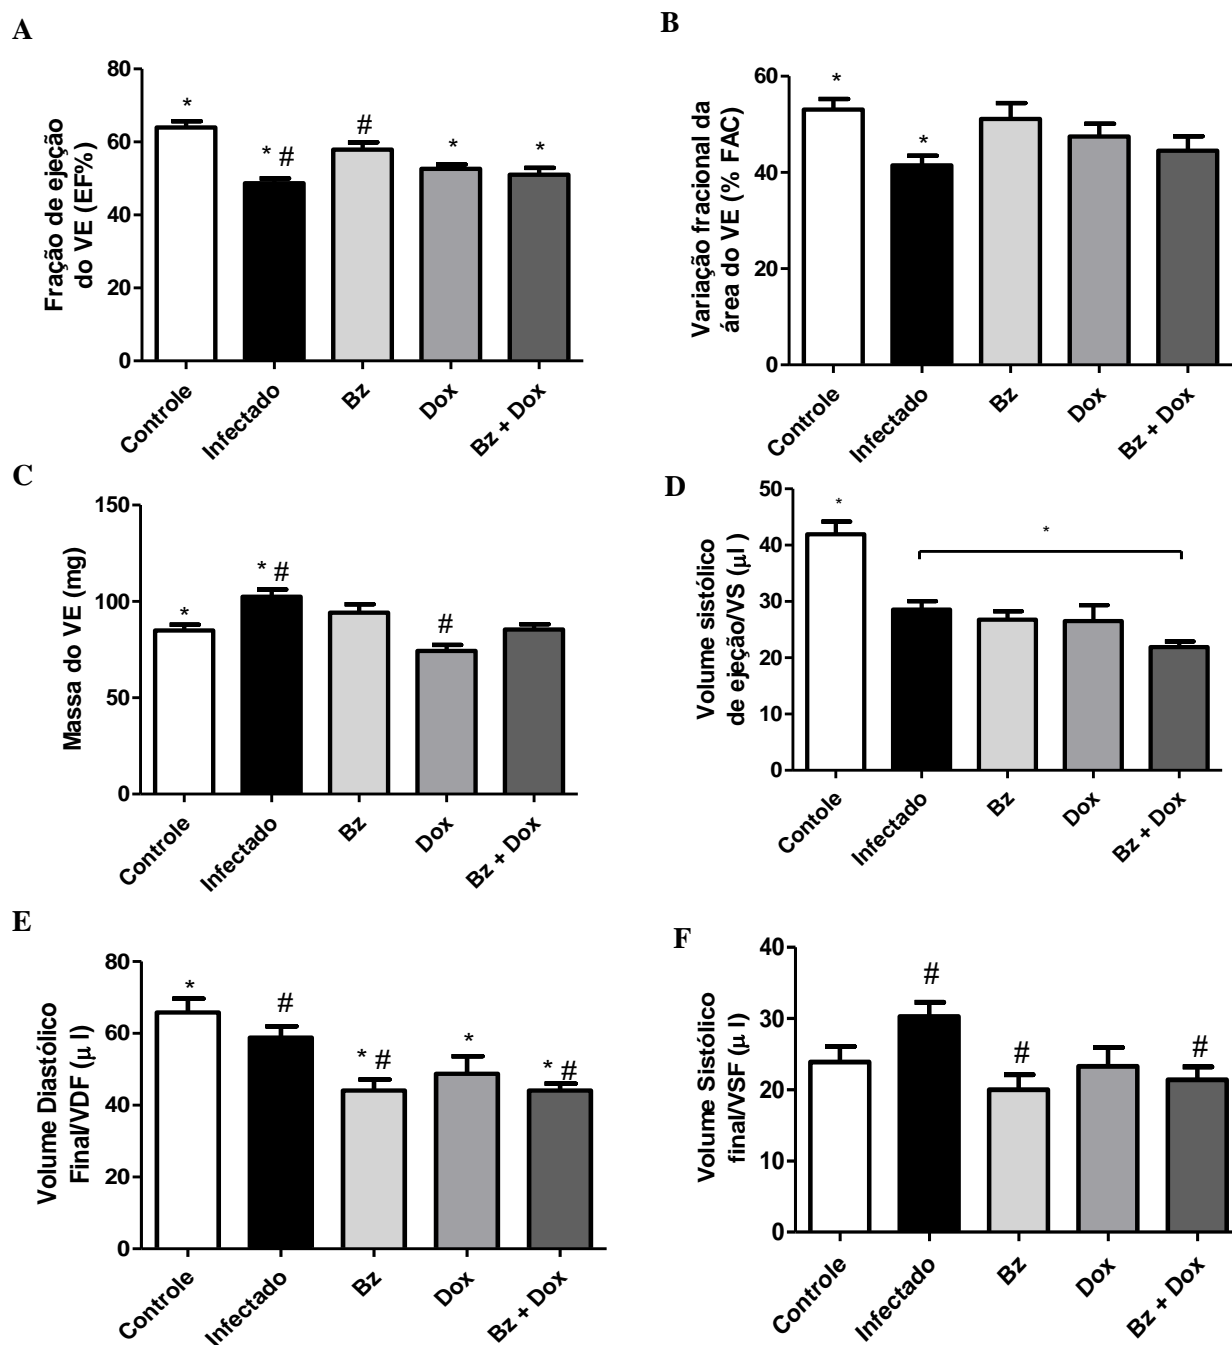 A
Fração de ejeção
do VE (EF%)
80
60
40
20
0
*
* #
#
*
*
Controle
Infectado
Bz
Dox
Bz + Dox
B
Variação fracional da
área do VE (% FAC)
60
40
20
0
*
*
Controle
Infectado
Bz
Dox
Bz + Dox
C
Massa do VE (mg)
150
100
50
0
*
* #
#
Controle
Infectado
Bz
Dox
Bz + Dox
D
Volume sistólico
de ejeção/VS (µl )
50
40
30
20
10
0
*
*
Contole
Infectado
Bz
Dox
Bz + Dox
E
Volume Diastólico
Final/VDF (µ l)
80
60
40
20
0
*
#
* #
*
* #
Controle
Infectado
Bz
Dox
Bz + Dox
F
Volume Sistólico
final/VSF (µ l)
40
30
20
10
0
#
#
#
Controle
Infectado
Bz
Dox
Bz + Dox